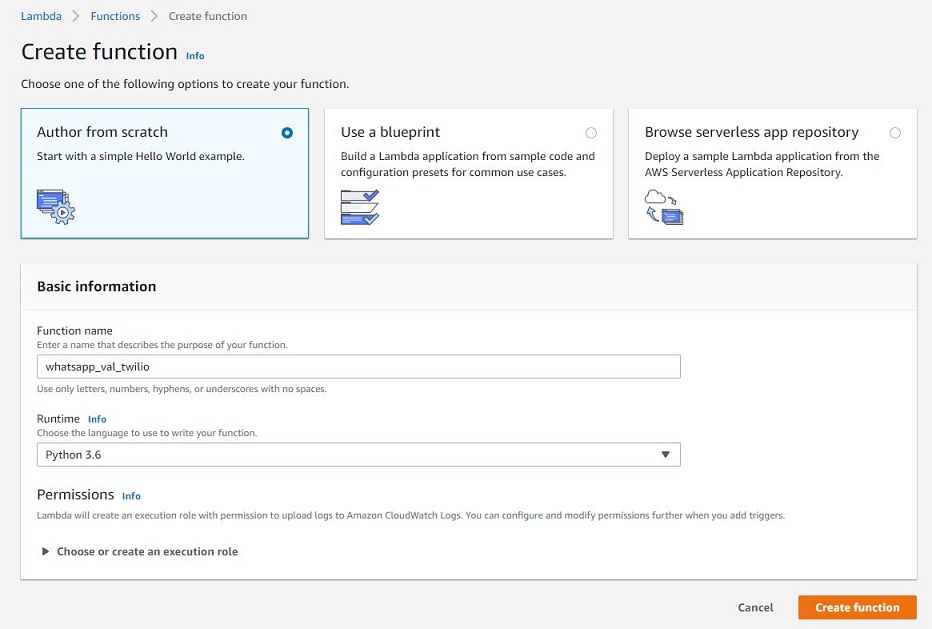 Lambda > Functions > Create function
Create function Info
Choose one of the following options to create your function.
Author from scratch
Start with a simple Hello World example.
Use a blueprint
Build a Lambda application from sample code and
configuration presets for common use cases.
Browse serverless app repository
Deploy a sample Lambda application from the
AWS Serverless Application Repository.
Basic information
Function name
Enter a name that describes the purpose of your function.
whatsapp_val_twilio
Use only letters, numbers, hyphens, or underscores with no spaces.
Runtime Info
Choose the language to use to write your function.
Python 3.6
Permissions Info
Lambda will create an execution role with permission to upload logs to Amazon CloudWatch Logs. You can configure and modify permissions further when you add triggers.
Choose or create an execution role
Cancel Create function